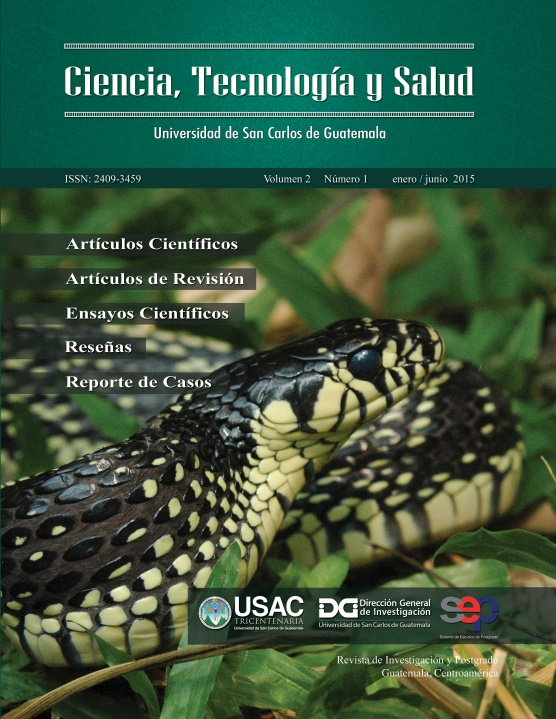 Ciencia, Tecnología y Salud
Universidad de San Carlos de Guatemala
ISSN: 2409-3459 Volumen 2 Número 1 enero / junio 2015
Artículos Científicos
Artículos de Revisión
Ensayos Científicos
Reseñas
Reporte de Casos
USAC
TRICENTENARIA
Universidad de San Carlos de Guatemala
DGi Dirección General
de Investigación
Universidad de San Carlos de Guatemala
sep
Sistema de Estudios de Postgrado
Revista de Investigación y Postgrado
Guatemala, Centroamérica